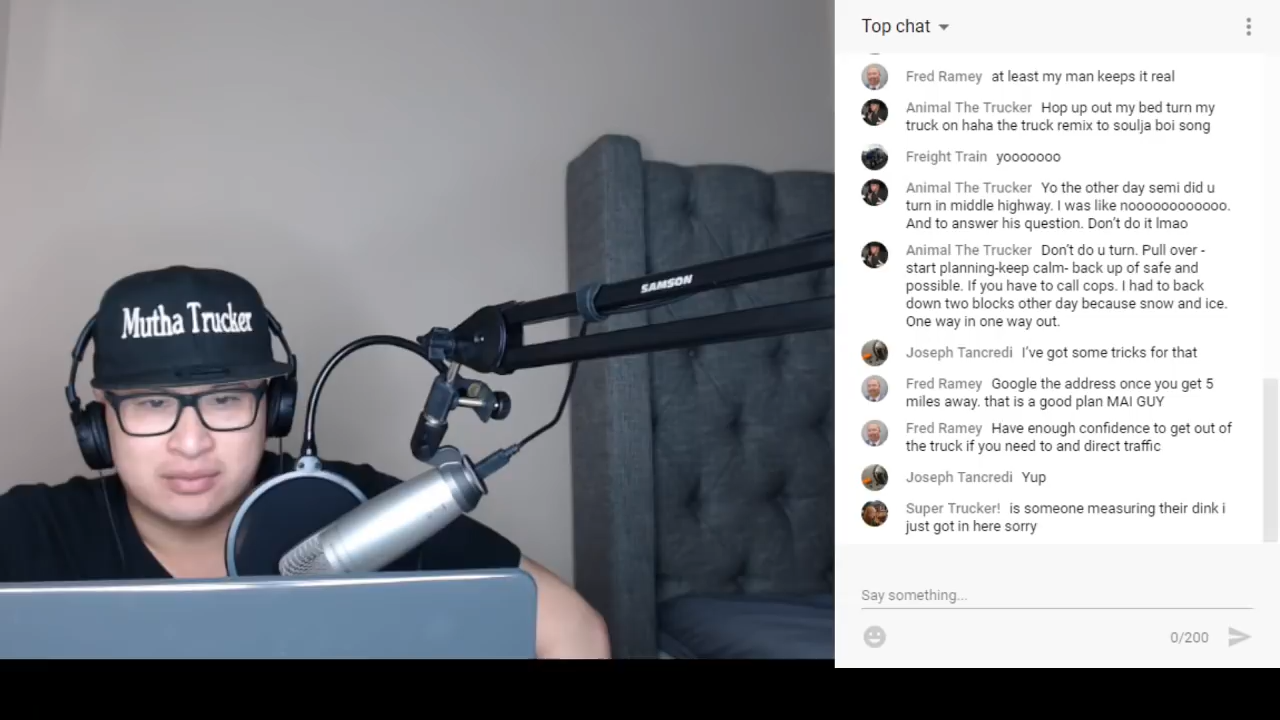 Top chat
Fred Ramey at least my man keeps it real
Animal The Trucker Hop up out my bed turn my
truck on haha the truck remix to soulja boi song
Freight Train yooooooo
Animal The Trucker Yo the other day semi did u
turn in middle highway. I was like noooooooooooo.
And to answer his question. Don’t do it lmao
Animal The Trucker Don’t do u turn. Pull over -
start planning-keep calm- back up of safe and
possible. If you have to call cops. I had to back
down two blocks other day because snow and ice.
One way in one way out.
Joseph Tancredi I’ve got some tricks for that
Fred Ramey Google the address once you get 5
miles away. that is a good plan MAI GUY
Fred Ramey Have enough confidence to get out of
the truck if you need to and direct traffic
Joseph Tancredi Yup
Super Trucker! is someone measuring their dink i
just got in here sorry
Say something...
0/200
SAMSON
Mutha Trucker